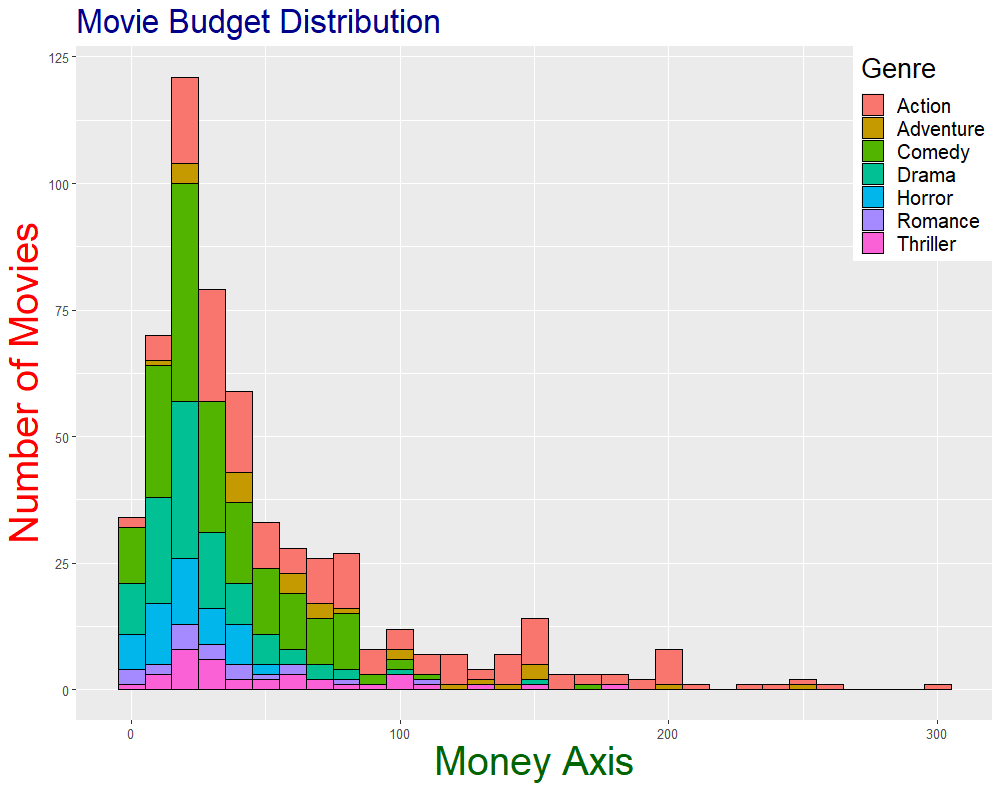 Movie Budget Distribution
Number of Movies
125
100
75
50
25
0
0
100
200
300
Money Axis
Genre
Action
Adventure
Comedy
Drama
Horror
Romance
Thriller